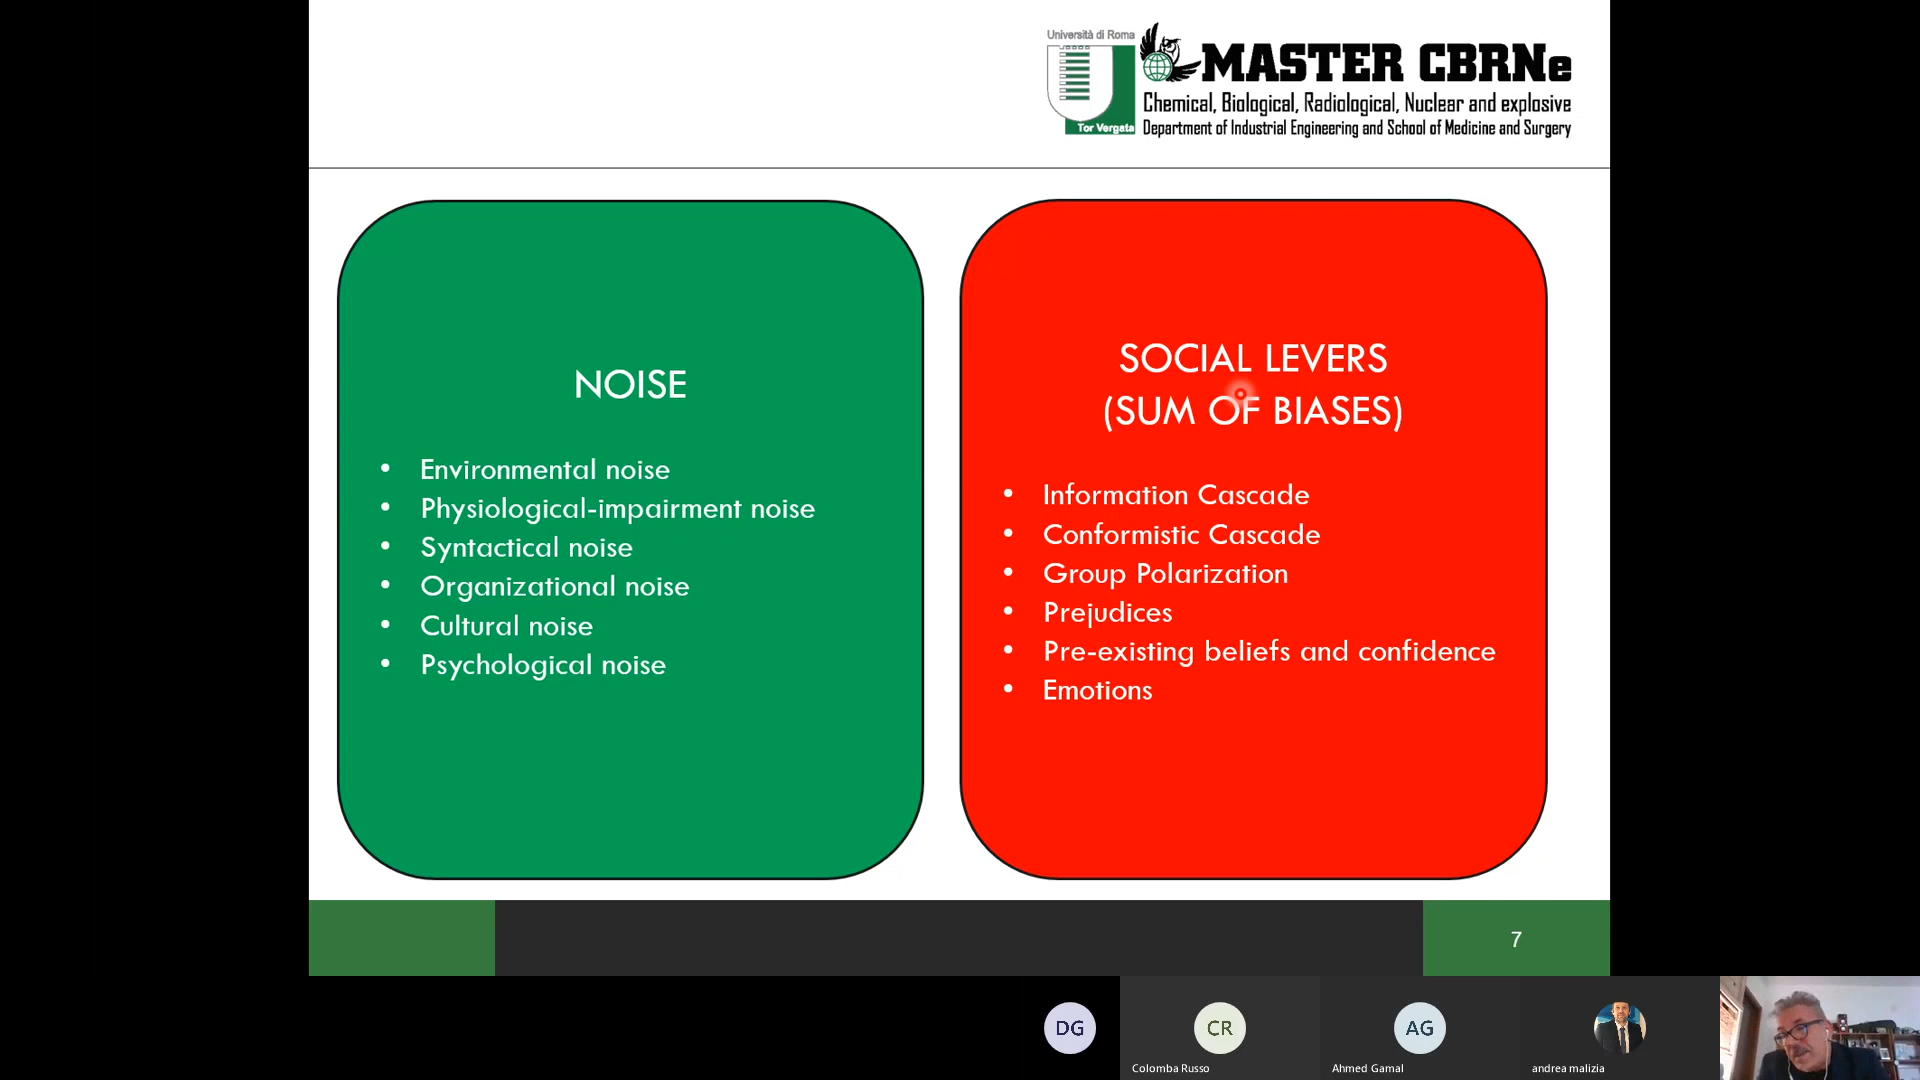 Università di Roma
Tor Vergata
MASTER CBRNe
Chemical, Biological, Radiological, Nuclear and explosive
Department of Industrial Engineering and School of Medicine and Surgery
NOISE
• Environmental noise
• Physiological-impairment noise
• Syntactical noise
• Organizational noise
• Cultural noise
• Psychological noise
SOCIAL LEVERS
(SUM OF BIASES)
• Information Cascade
• Conformistic Cascade
• Group Polarization
• Prejudices
• Pre-existing beliefs and confidence
• Emotions
7
DG
CR
AG
Colomba Russo
Ahmed Gamal
andrea malizia